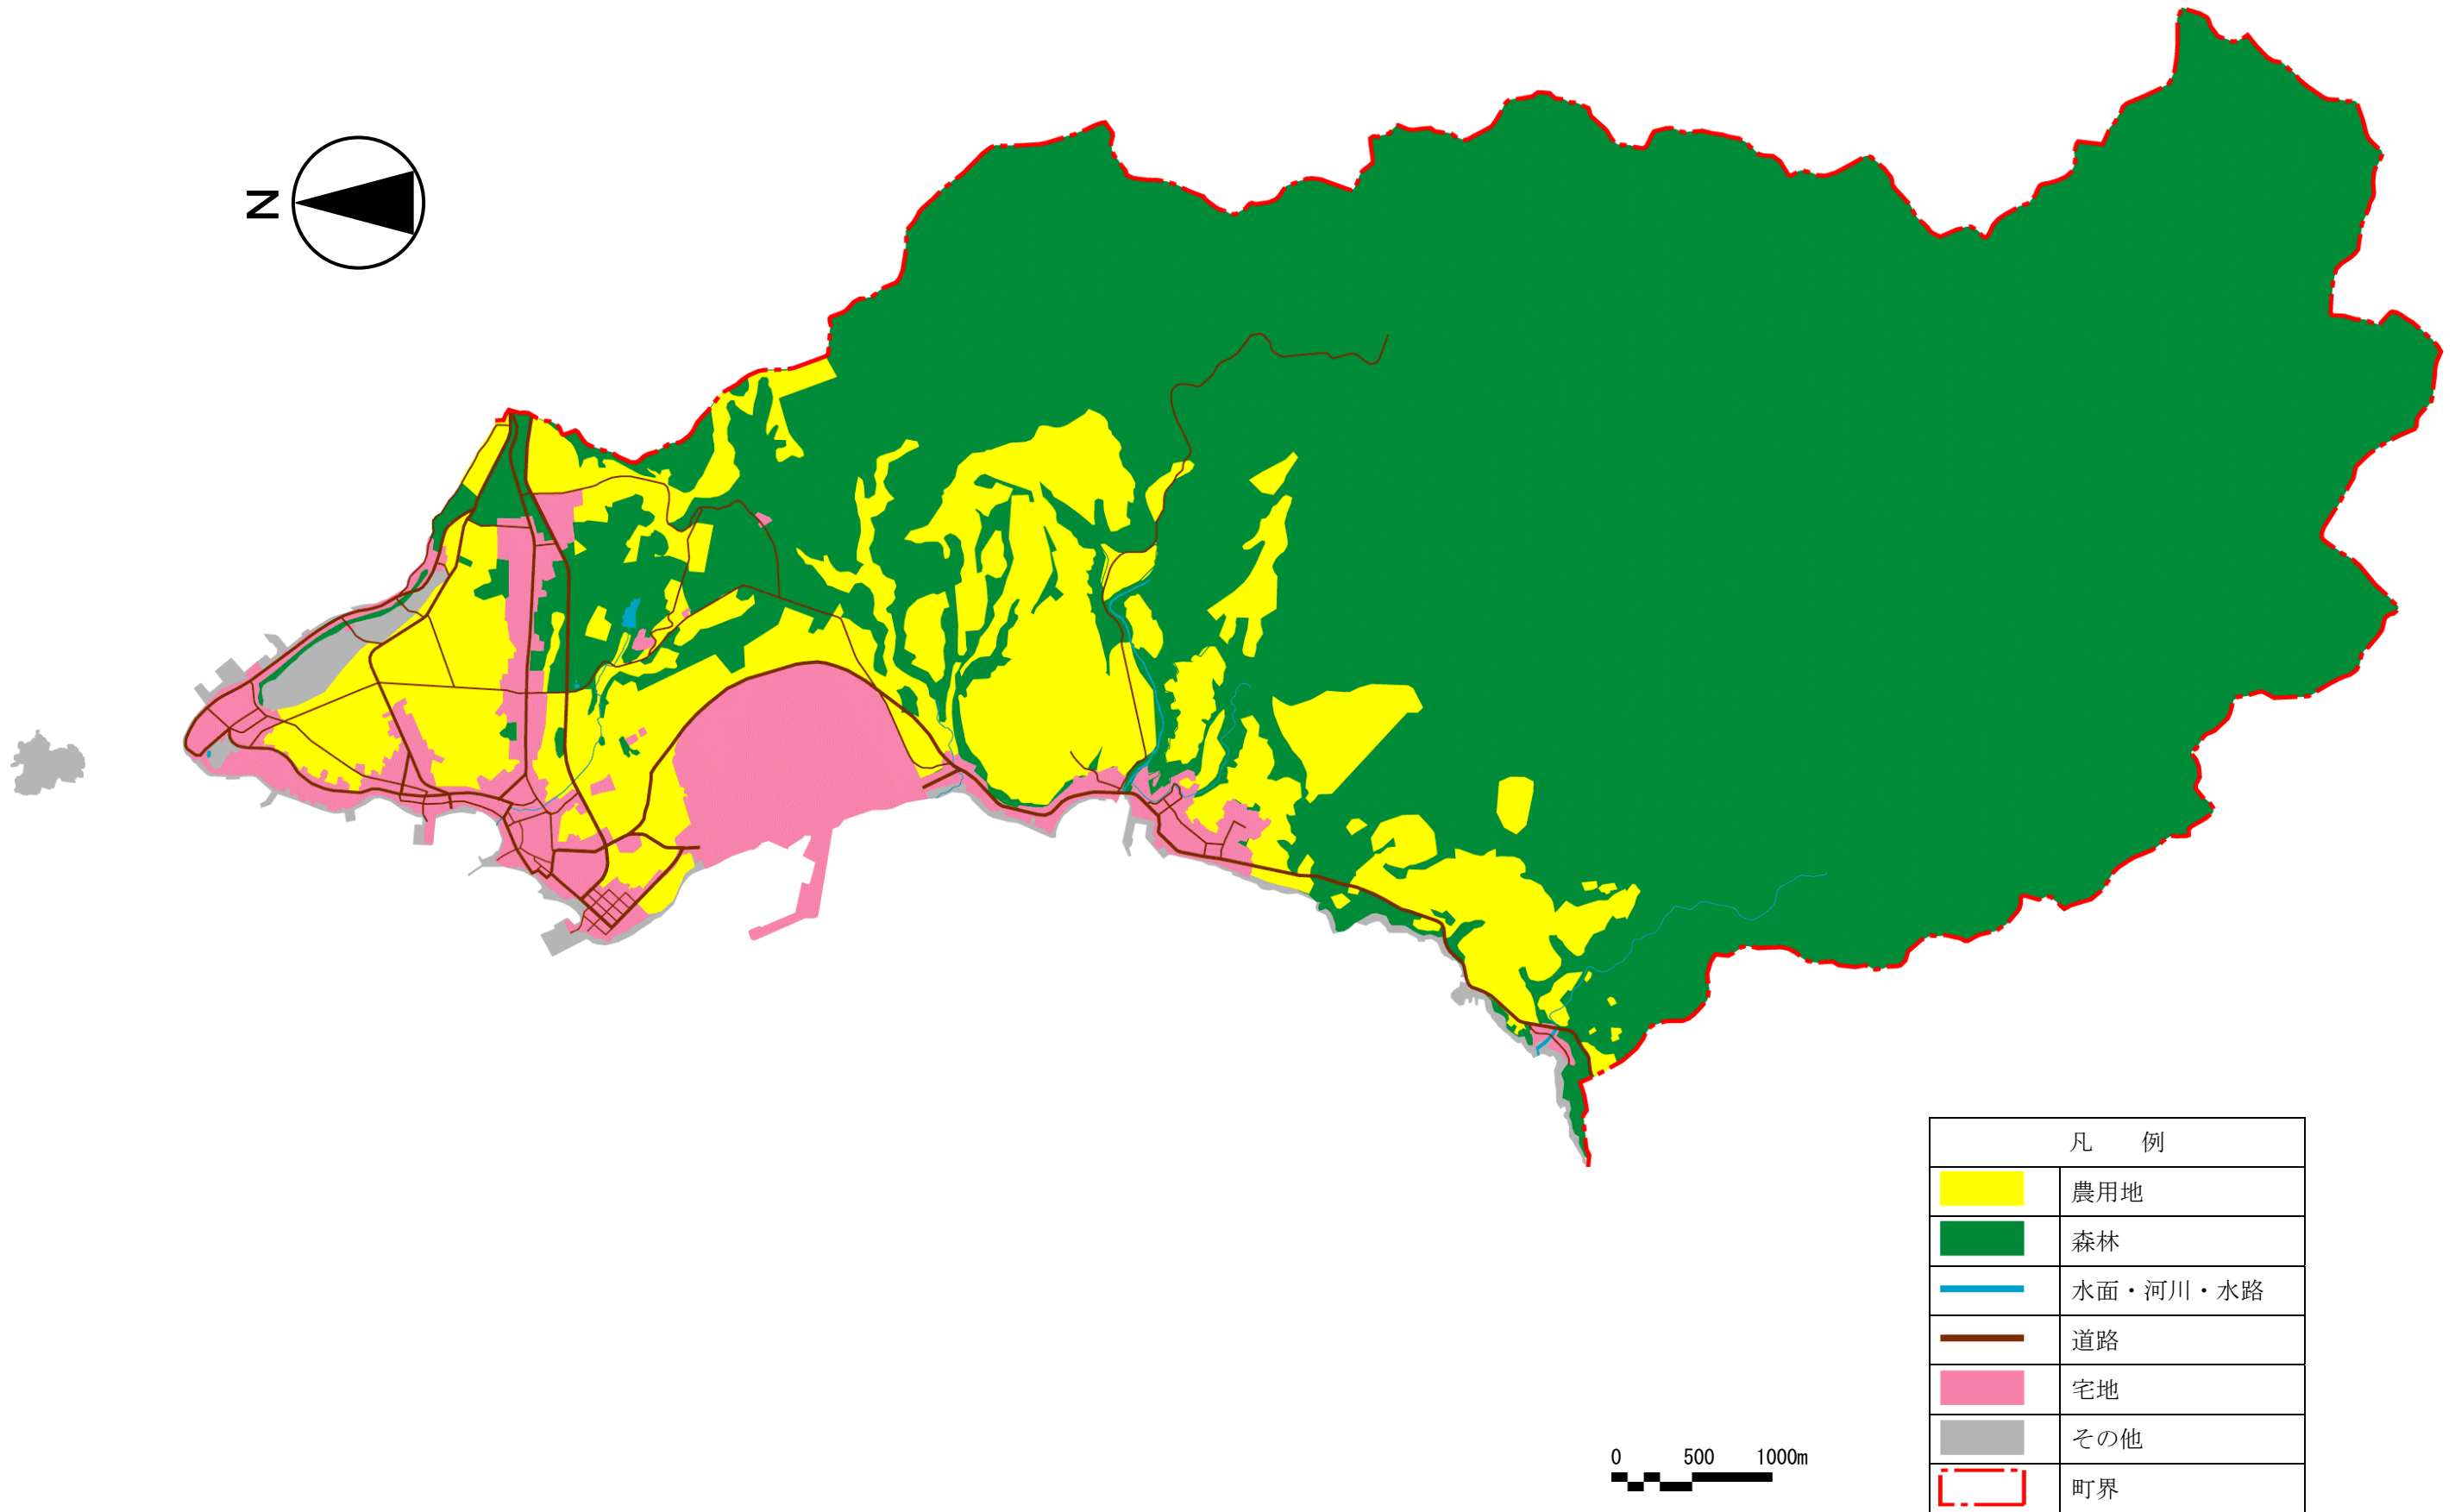 N
凡　例
農用地
森林
水面・河川・水路
道路
宅地
その他
町界
0 500 1000m